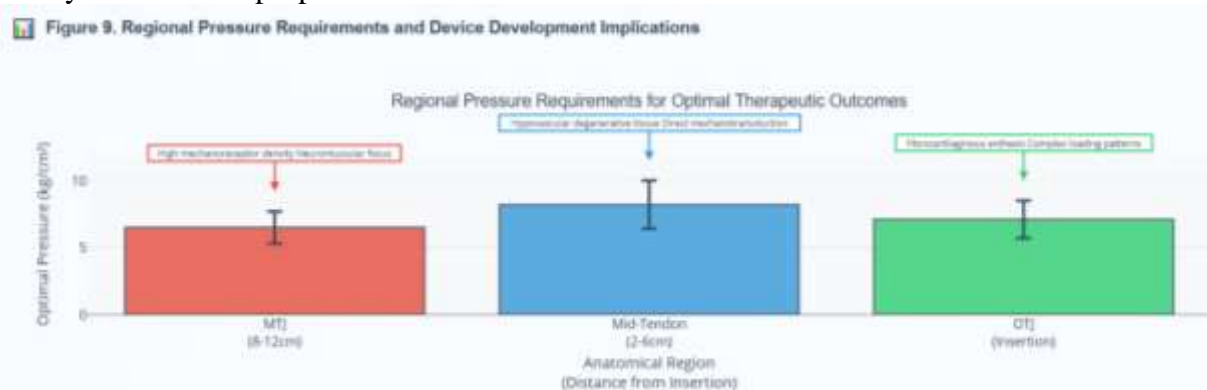 Figure 9. Regional Pressure Requirements and Device Development Implications
Regional Pressure Requirements for Optimal Therapeutic Outcomes
Hypovascular degenerative tissue Direct mechanotransduction
High mechanoreceptor density Neuromuscular focus
Fibrocartilaginous enthesis Complex loading patterns
Optimal Pressure (kg/cm²)
10
5
0
MTJ
(8-12cm)
Mid-Tendon
(2-6cm)
OTJ
(Insertion)
Anatomical Region
(Distance from Insertion)